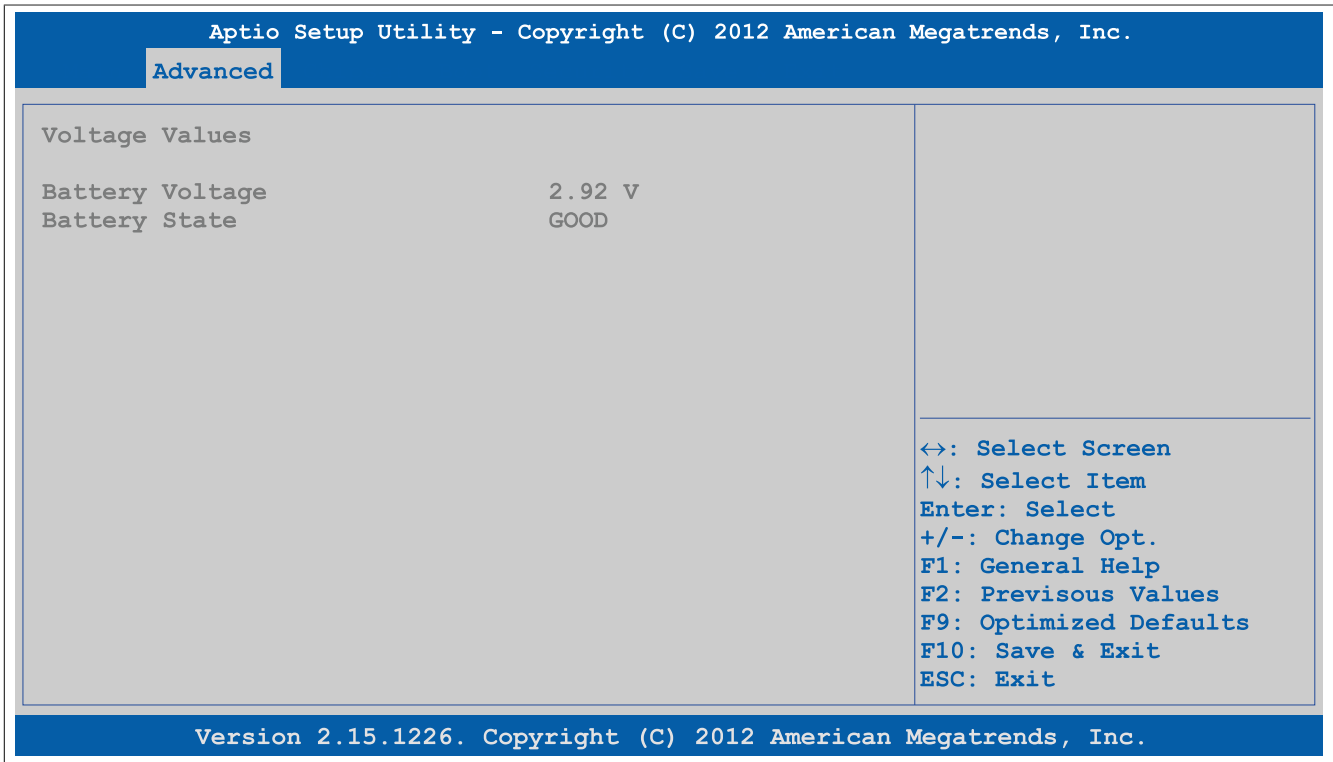 Aptio Setup Utility - Copyright (C) 2012 American Megatrends, Inc.
Advanced
Voltage Values
Battery Voltage 2.92 V
Battery State GOOD
↔: Select Screen
↑↓: Select Item
Enter: Select
+/-: Change Opt.
F1: General Help
F2: Previsous Values
F9: Optimized Defaults
F10: Save & Exit
ESC: Exit
Version 2.15.1226. Copyright (C) 2012 American Megatrends, Inc.